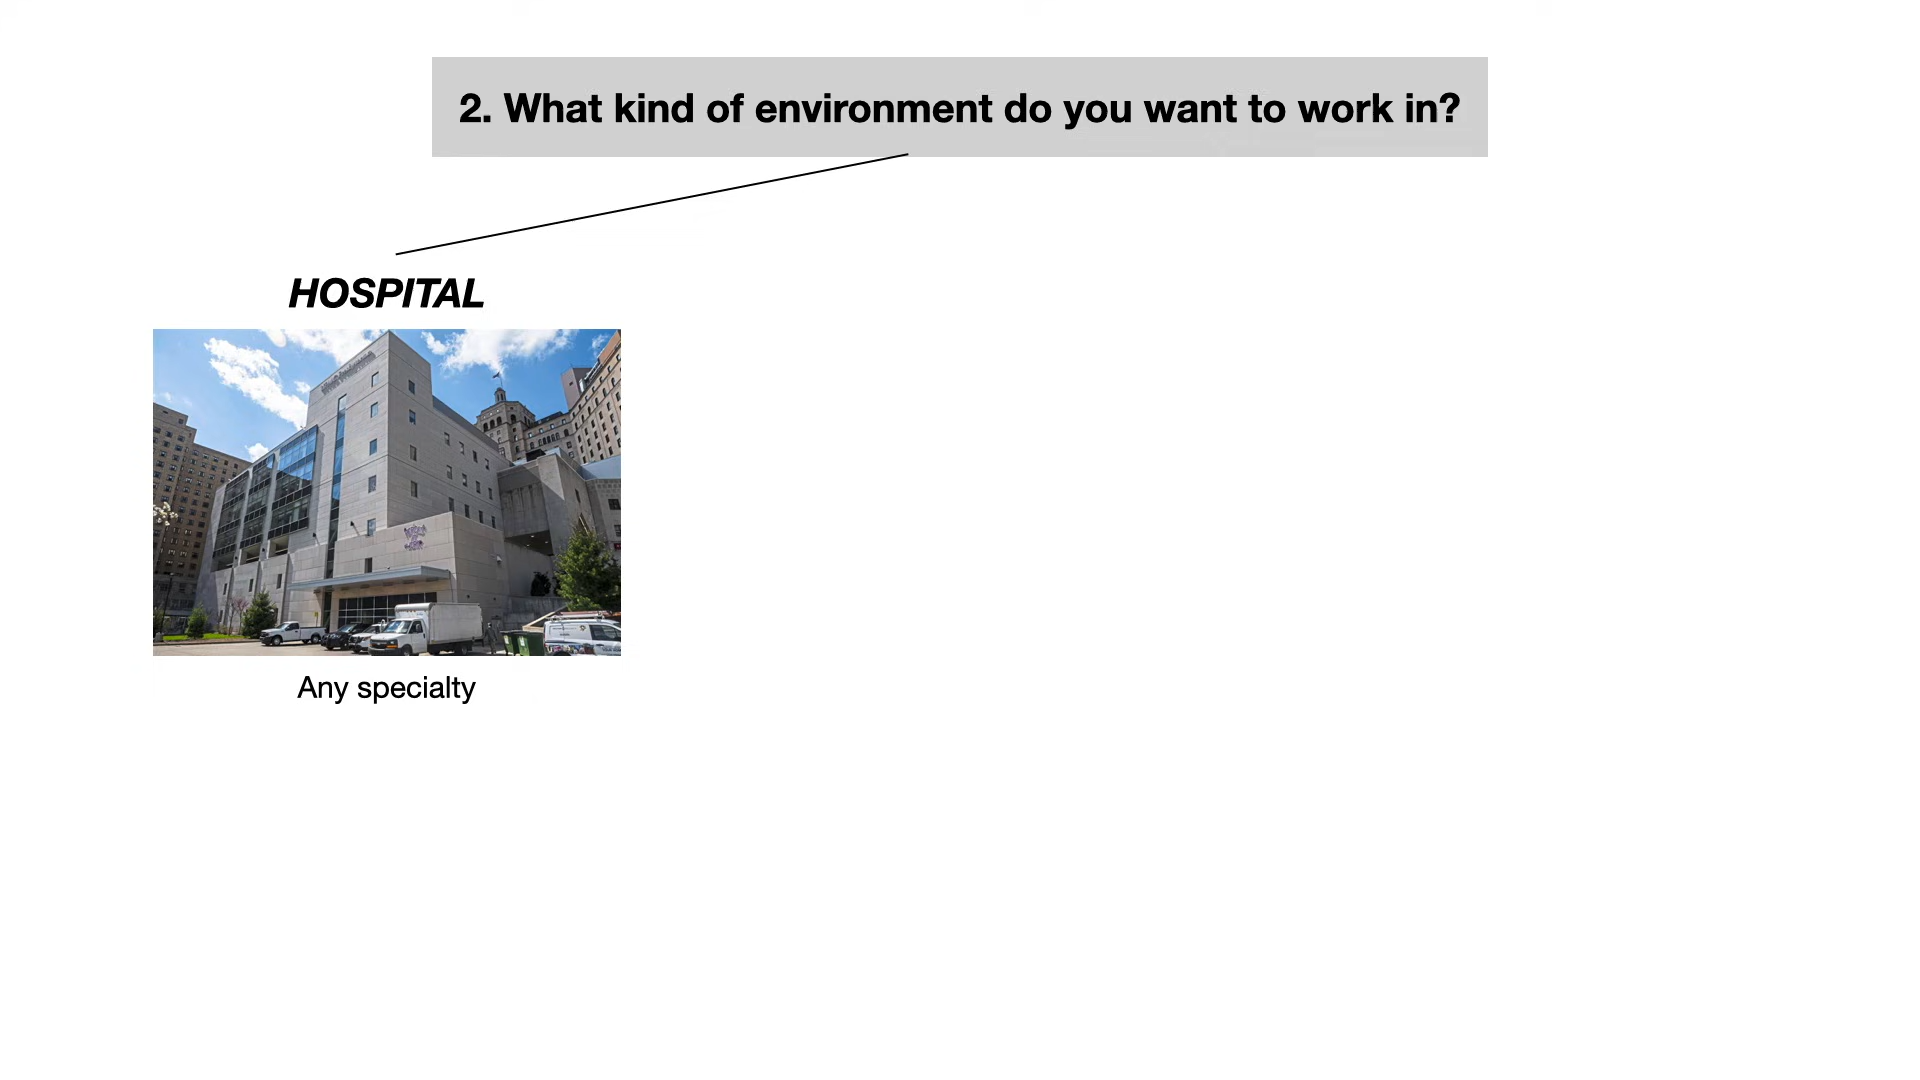 2. What kind of environment do you want to work in?
HOSPITAL
Any specialty